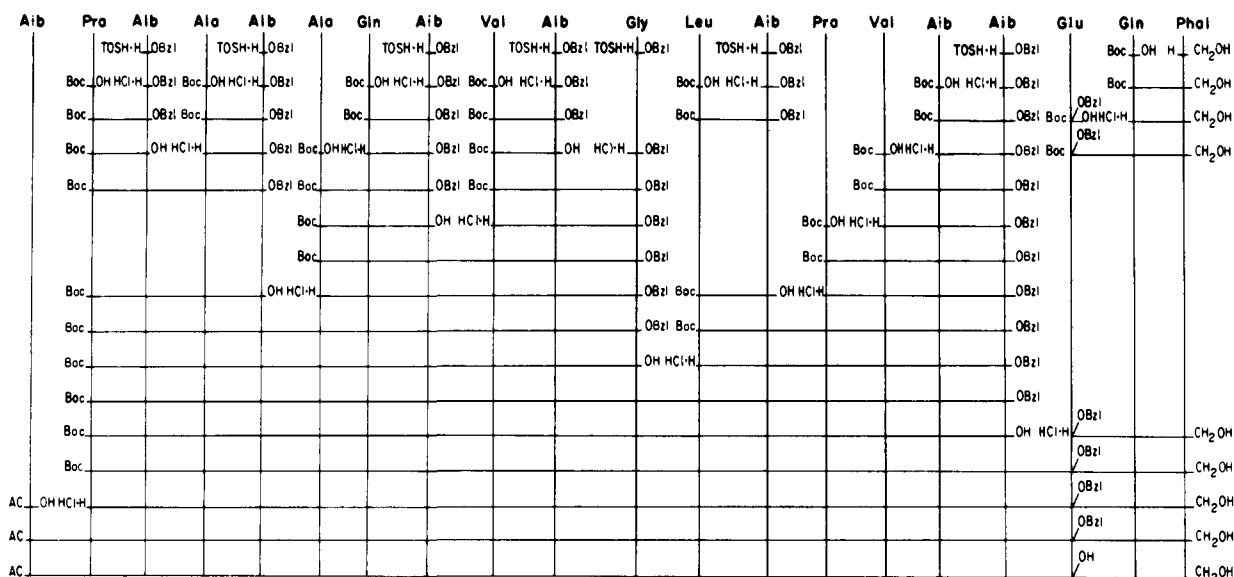 Aib Pro Aib Ala Aib Ala Gln Aib Val Aib Gly Leu Aib Pro Val Aib Aib Glu Gln Phol
TOSH·H OBzl TOSH·H OBzl TOSH·H OBzl TOSH·H OBzl TOSH·H OBzl TOSH·H OBzl TOSH·H OBzl Boc OH H CH₂OH
Boc OH HCl·H OBzl Boc OH HCl·H OBzl Boc OH HCl·H OBzl Boc OH HCl·H OBzl Boc OH HCl·H OBzl Boc OH HCl·H OBzl Boc CH₂OH
OBzl
Boc OBzl Boc OBzl Boc OBzl Boc OBzl Boc OBzl Boc OBzl Boc OH HCl·H CH₂OH
OBzl
Boc OH HCl·H OBzl Boc OH HCl·H OBzl Boc OH HCl·H OBzl Boc OH HCl·H OBzl Boc CH₂OH
Boc OBzl Boc OBzl Boc OBzl Boc OBzl
Boc OH HCl·H OBzl Boc OH HCl·H OBzl
Boc OBzl Boc OBzl
Boc OH HCl·H OBzl Boc OH HCl·H OBzl
Boc OBzl Boc OBzl
Boc OH HCl·H OBzl
Boc OBzl
OBzl
Boc OH HCl·H CH₂OH
OBzl
Boc CH₂OH
OBzl
AC OH HCl·H CH₂OH
OBzl
AC CH₂OH
OH
AC CH₂OH